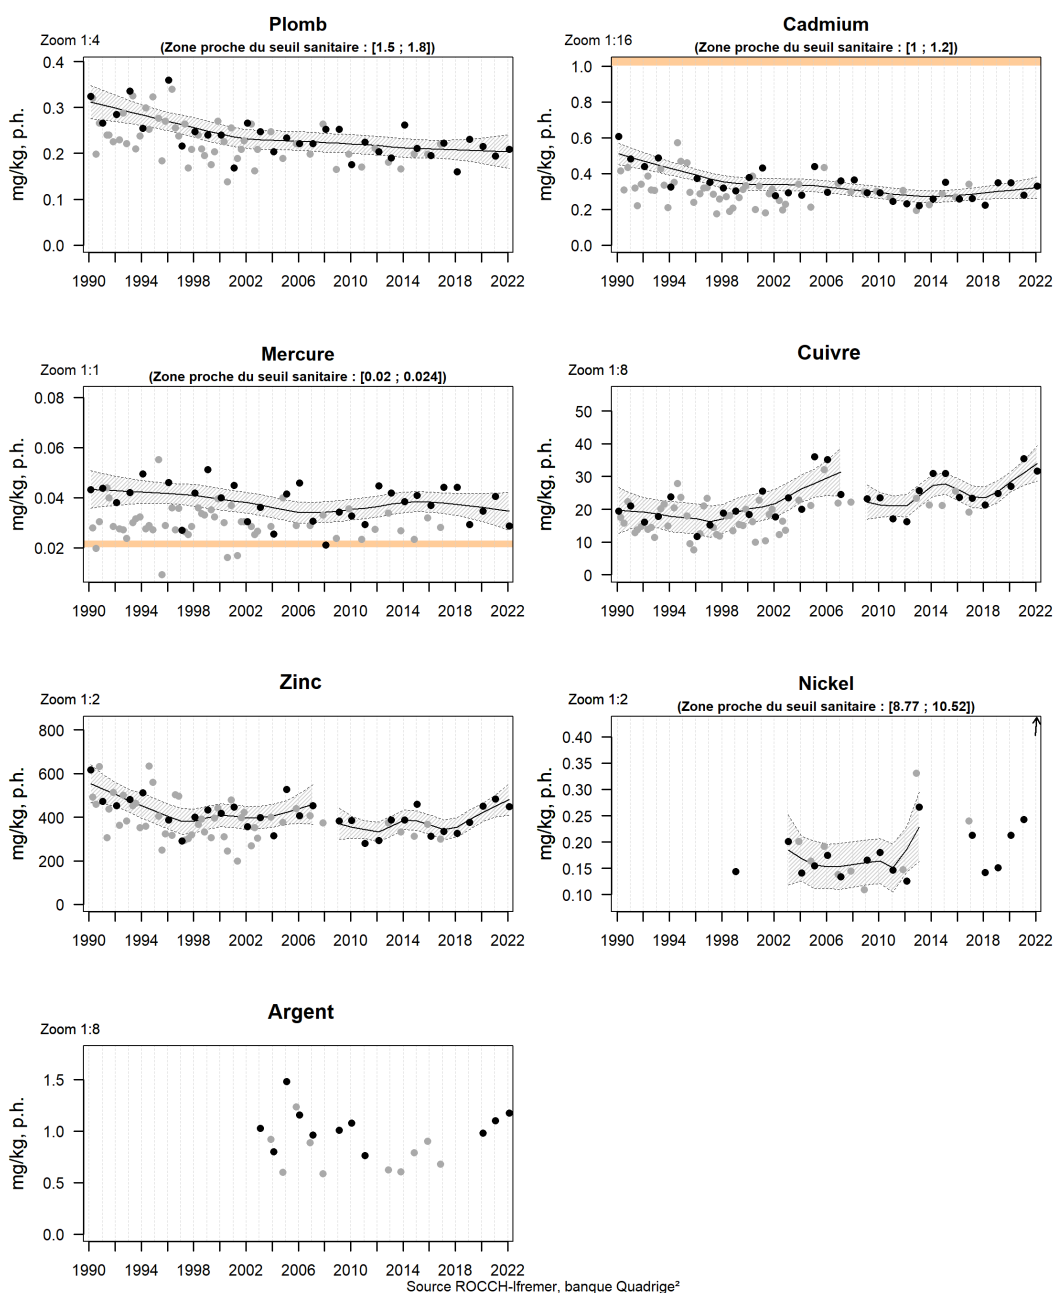 Plomb
Zoom 1:4
(Zone proche du seuil sanitaire : [1.5 ; 1.8])
mg/kg, p.h.
0.4
0.3
0.2
0.1
0.0
1990 1994 1998 2002 2006 2010 2014 2018 2022
Cadmium
Zoom 1:16
(Zone proche du seuil sanitaire : [1 ; 1.2])
mg/kg, p.h.
1.0
0.8
0.6
0.4
0.2
0.0
1990 1994 1998 2002 2006 2010 2014 2018 2022
Mercure
Zoom 1:1
(Zone proche du seuil sanitaire : [0.02 ; 0.024])
mg/kg, p.h.
0.08
0.06
0.04
0.02
1990 1994 1998 2002 2006 2010 2014 2018 2022
Cuivre
Zoom 1:8
mg/kg, p.h.
50
40
30
20
10
0
1990 1994 1998 2002 2006 2010 2014 2018 2022
Zinc
Zoom 1:2
mg/kg, p.h.
800
600
400
200
0
1990 1994 1998 2002 2006 2010 2014 2018 2022
Nickel
Zoom 1:2
(Zone proche du seuil sanitaire : [8.77 ; 10.52])
mg/kg, p.h.
0.40
0.35
0.30
0.25
0.20
0.15
0.10
1990 1994 1998 2002 2006 2010 2014 2018 2022
Argent
Zoom 1:8
mg/kg, p.h.
1.5
1.0
0.5
0.0
1990 1994 1998 2002 2006 2010 2014 2018 2022
Source ROCCH-Ifremer, banque Quadrige²